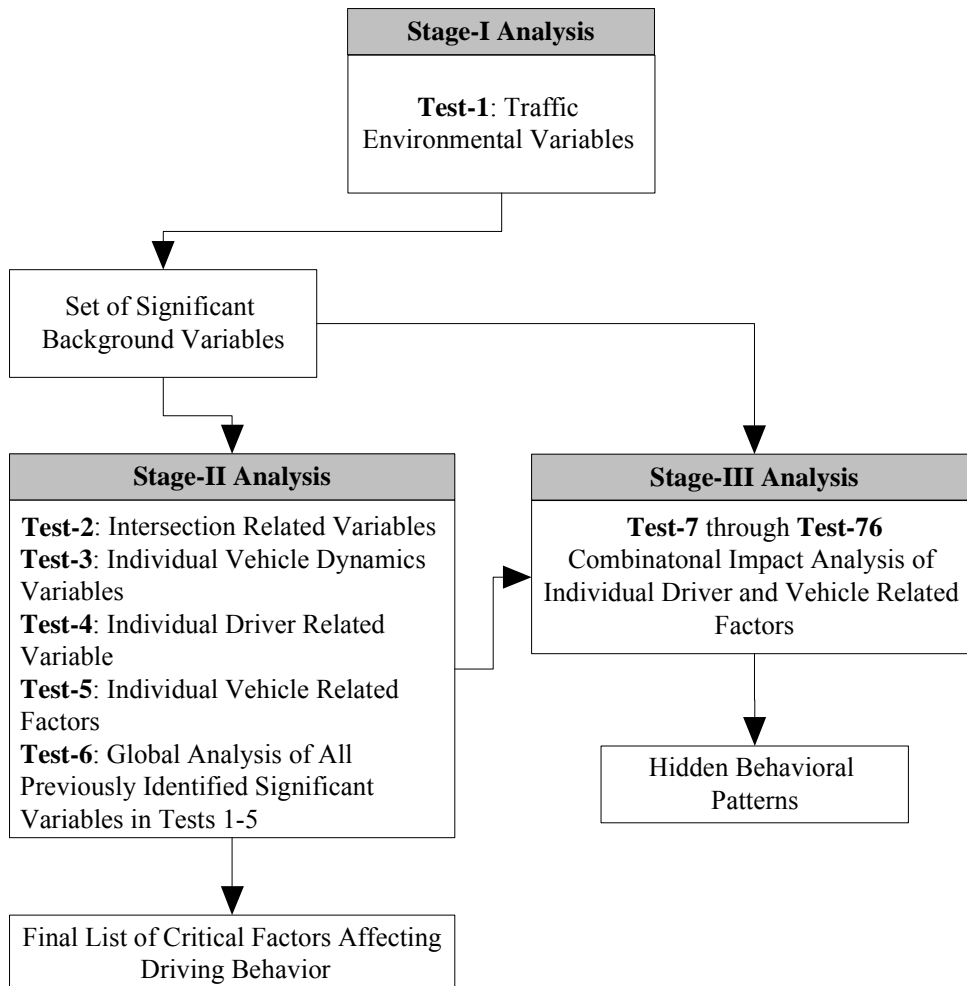 Stage-I Analysis
Test-1: Traffic
Environmental Variables
Set of Significant
Background Variables
Stage-II Analysis
Test-2: Intersection Related Variables
Test-3: Individual Vehicle Dynamics
Variables
Test-4: Individual Driver Related
Variable
Test-5: Individual Vehicle Related
Factors
Test-6: Global Analysis of All
Previously Identified Significant
Variables in Tests 1-5
Stage-III Analysis
Test-7 through Test-76
Combinatonal Impact Analysis of
Individual Driver and Vehicle Related
Factors
Hidden Behavioral
Patterns
Final List of Critical Factors Affecting
Driving Behavior